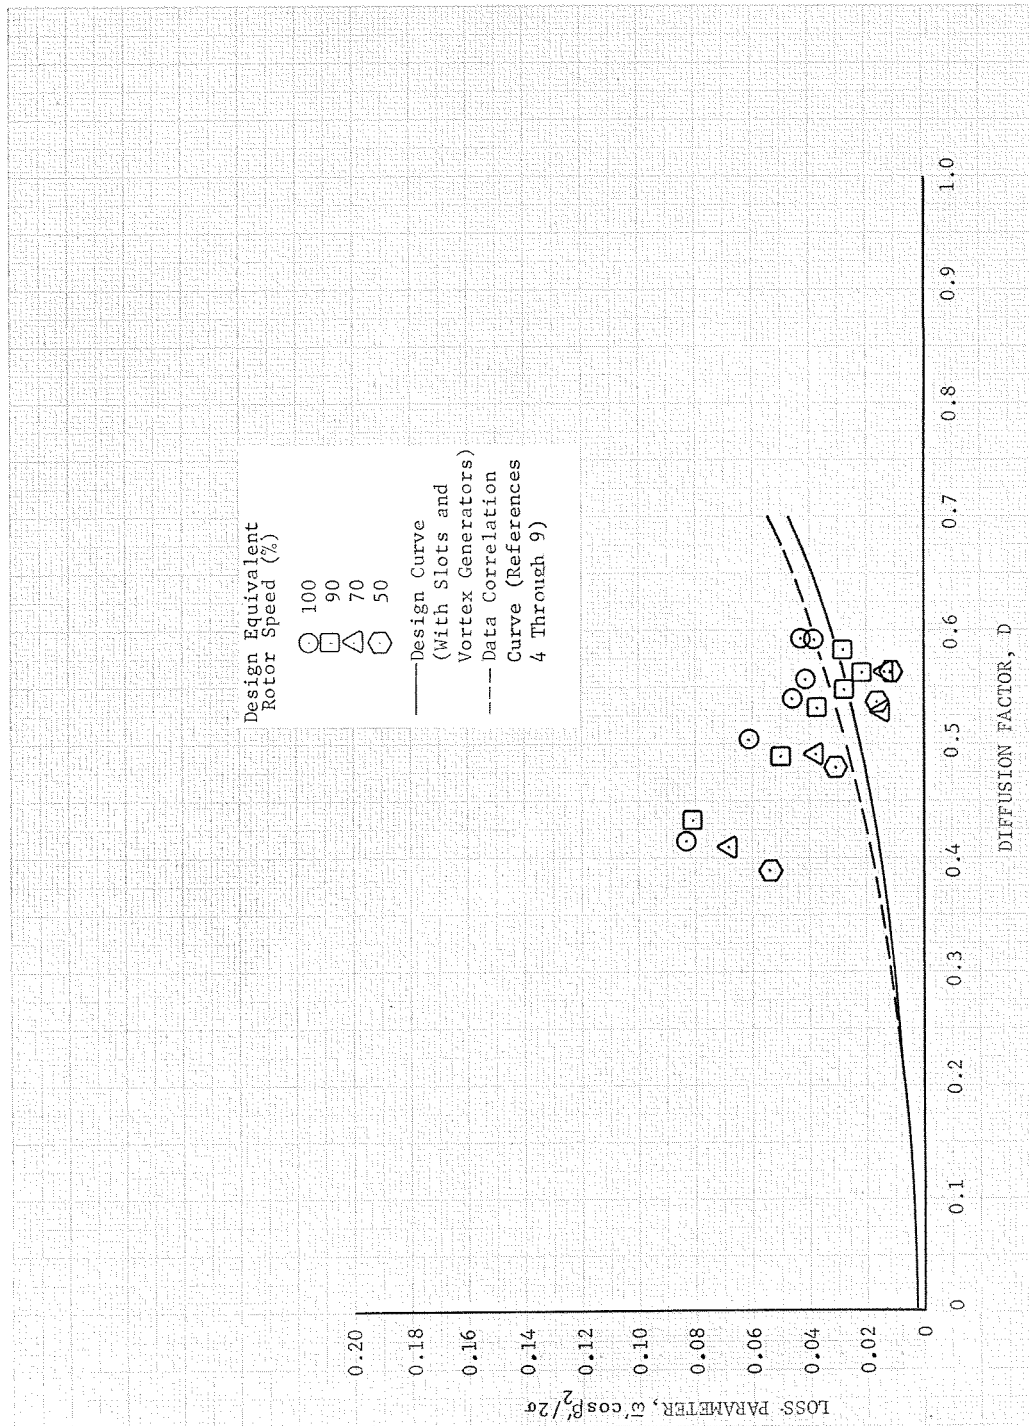 Design Equivalent
Rotor Speed (%)
100
90
70
50
Design Curve
(With Slots and
Vortex Generators)
Data Correlation
Curve (References
4 Through 9)
LOSS PARAMETER, ω̄'cosβ'₂/2σ
0.20
0.18
0.16
0.14
0.12
0.10
0.08
0.06
0.04
0.02
0
0
0.1
0.2
0.3
0.4
0.5
0.6
0.7
0.8
0.9
1.0
DIFFUSION FACTOR, D